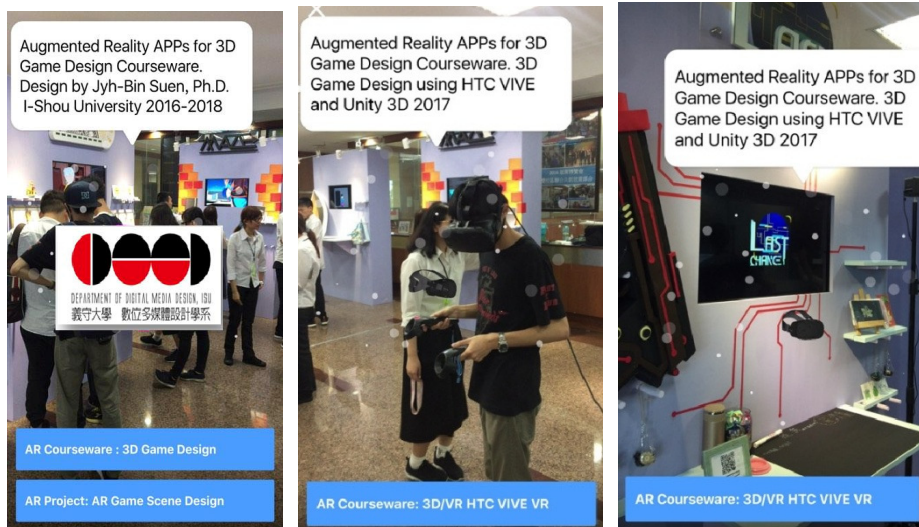 Augmented Reality APPs for 3D
Game Design Courseware.
Design by Jyh-Bin Suen, Ph.D.
I-Shou University 2016-2018
DEPARTMENT OF DIGITAL MEDIA DESIGN, ISU
義守大學 數位多媒體設計學系
AR Courseware : 3D Game Design
AR Project: AR Game Scene Design
Augmented Reality APPs for 3D
Game Design Courseware. 3D
Game Design using HTC VIVE
and Unity 3D 2017
AR Courseware: 3D/VR HTC VIVE VR
Augmented Reality APPs for 3D
Game Design Courseware. 3D
Game Design using HTC VIVE
and Unity 3D 2017
LAST
CHANCE
AR Courseware: 3D/VR HTC VIVE VR